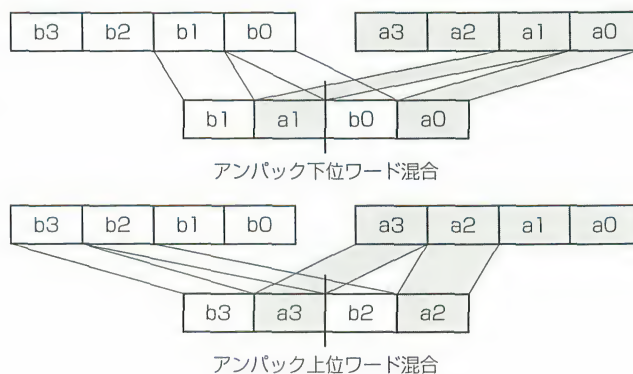 b3 b2 b1 b0 a3 a2 a1 a0
b1 a1 b0 a0
アンパック下位ワード混合
b3 b2 b1 b0 a3 a2 a1 a0
b3 a3 b2 a2
アンパック上位ワード混合